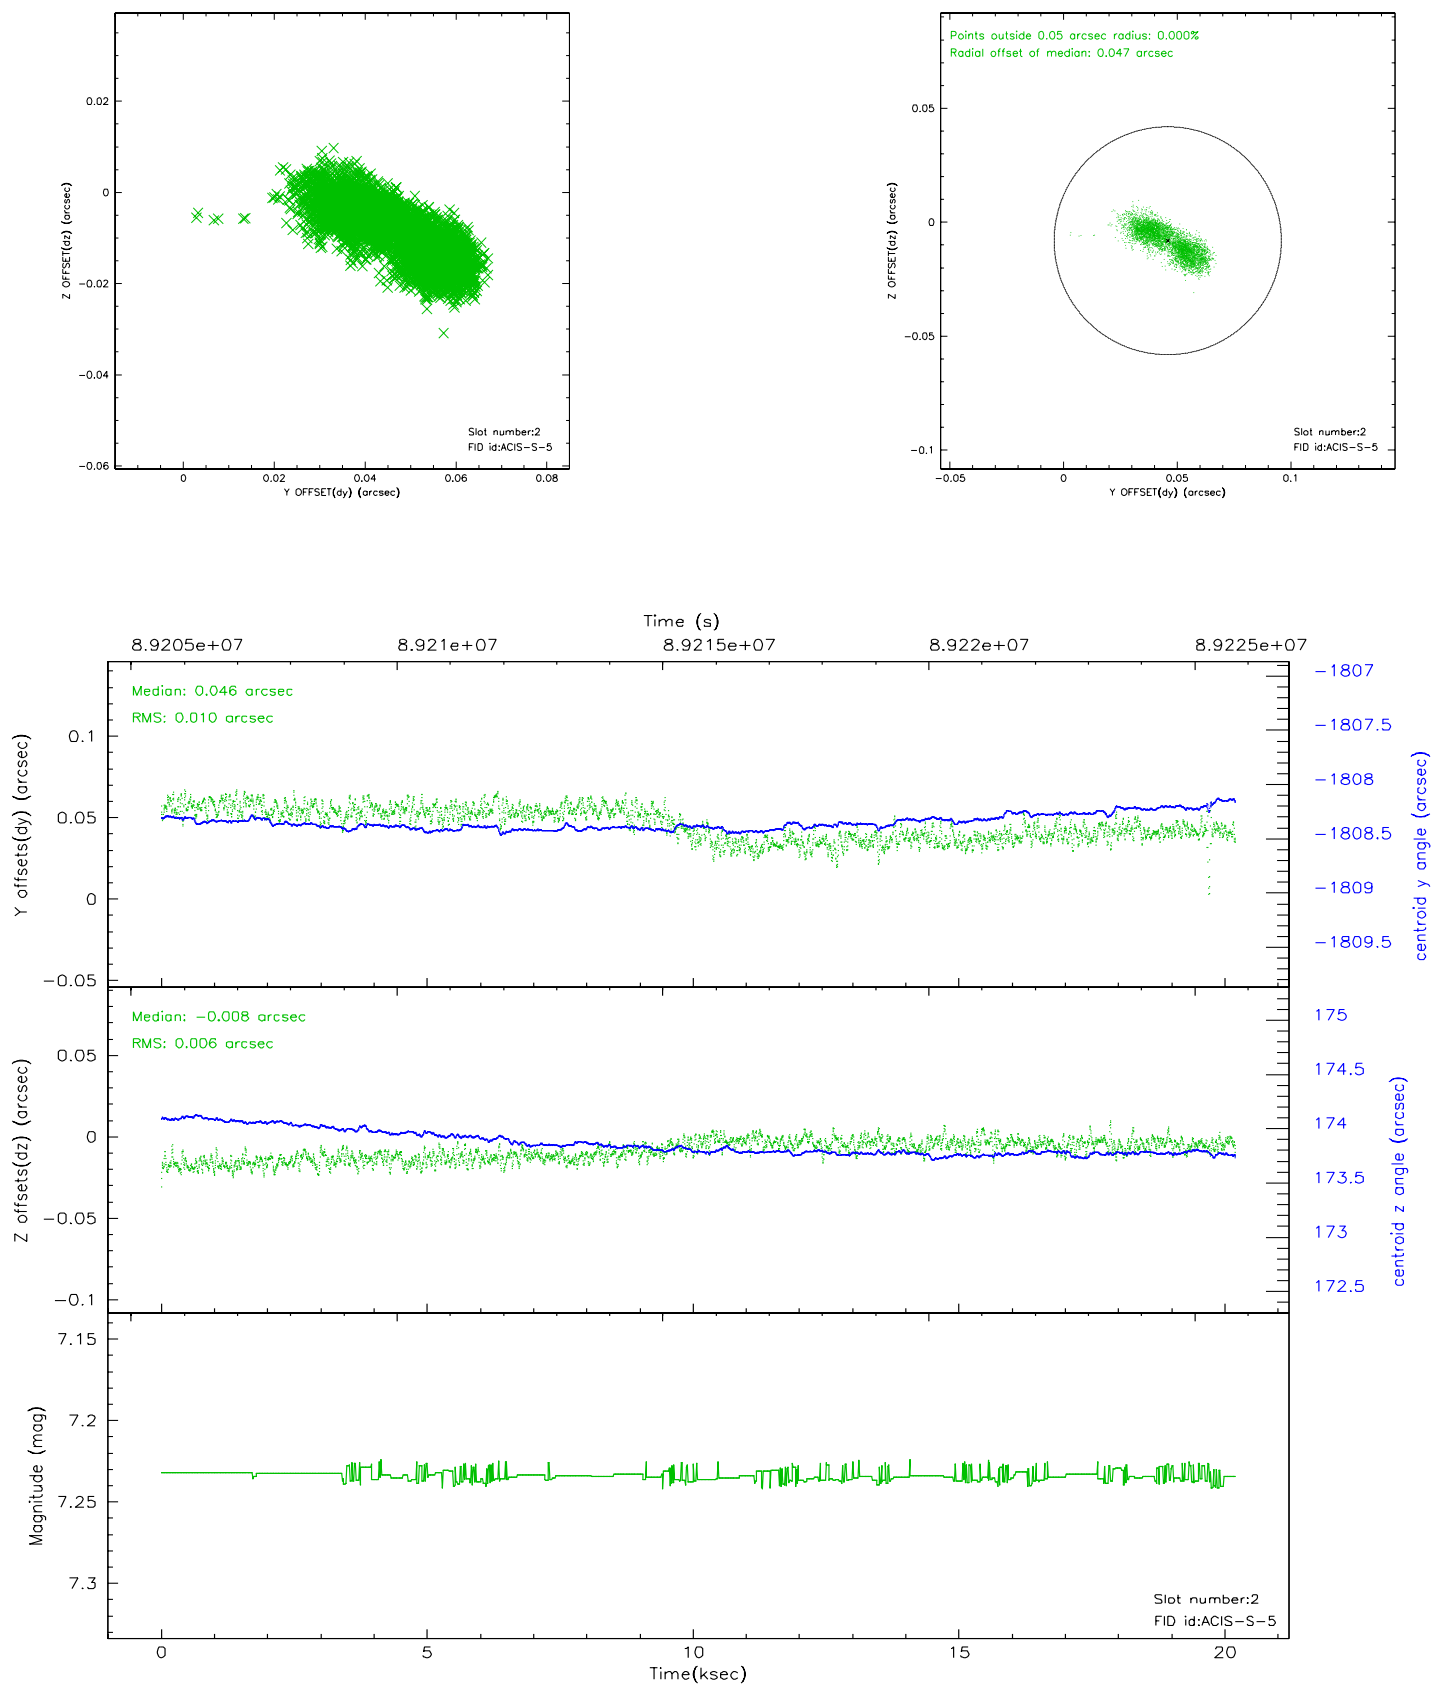 0.02
0
-0.02
-0.04
-0.06
Z OFFSET(dz) (arcsec)
Slot number:2
FID id:ACIS-S-5
0 0.02 0.04 0.06 0.08
Y OFFSET(dy) (arcsec)
Points outside 0.05 arcsec radius: 0.000%
Radial offset of median: 0.047 arcsec
0.05
0
-0.05
-0.1
Z OFFSET(dz) (arcsec)
Slot number:2
FID id:ACIS-S-5
-0.05 0 0.05 0.1
Y OFFSET(dy) (arcsec)
Time (s)
8.9205e+07 8.921e+07 8.9215e+07 8.922e+07 8.9225e+07
Median: 0.046 arcsec
RMS: 0.010 arcsec
0.1
0.05
0
-0.05
Y offsets(dy) (arcsec)
-1807
-1807.5
-1808
-1808.5
-1809
-1809.5
centroid y angle (arcsec)
Median: -0.008 arcsec
RMS: 0.006 arcsec
0.05
0
-0.05
-0.1
Z offsets(dz) (arcsec)
175
174.5
174
173.5
173
172.5
centroid z angle (arcsec)
7.15
7.2
7.25
7.3
Magnitude (mag)
Slot number:2
FID id:ACIS-S-5
0 5 10 15 20
Time(ksec)